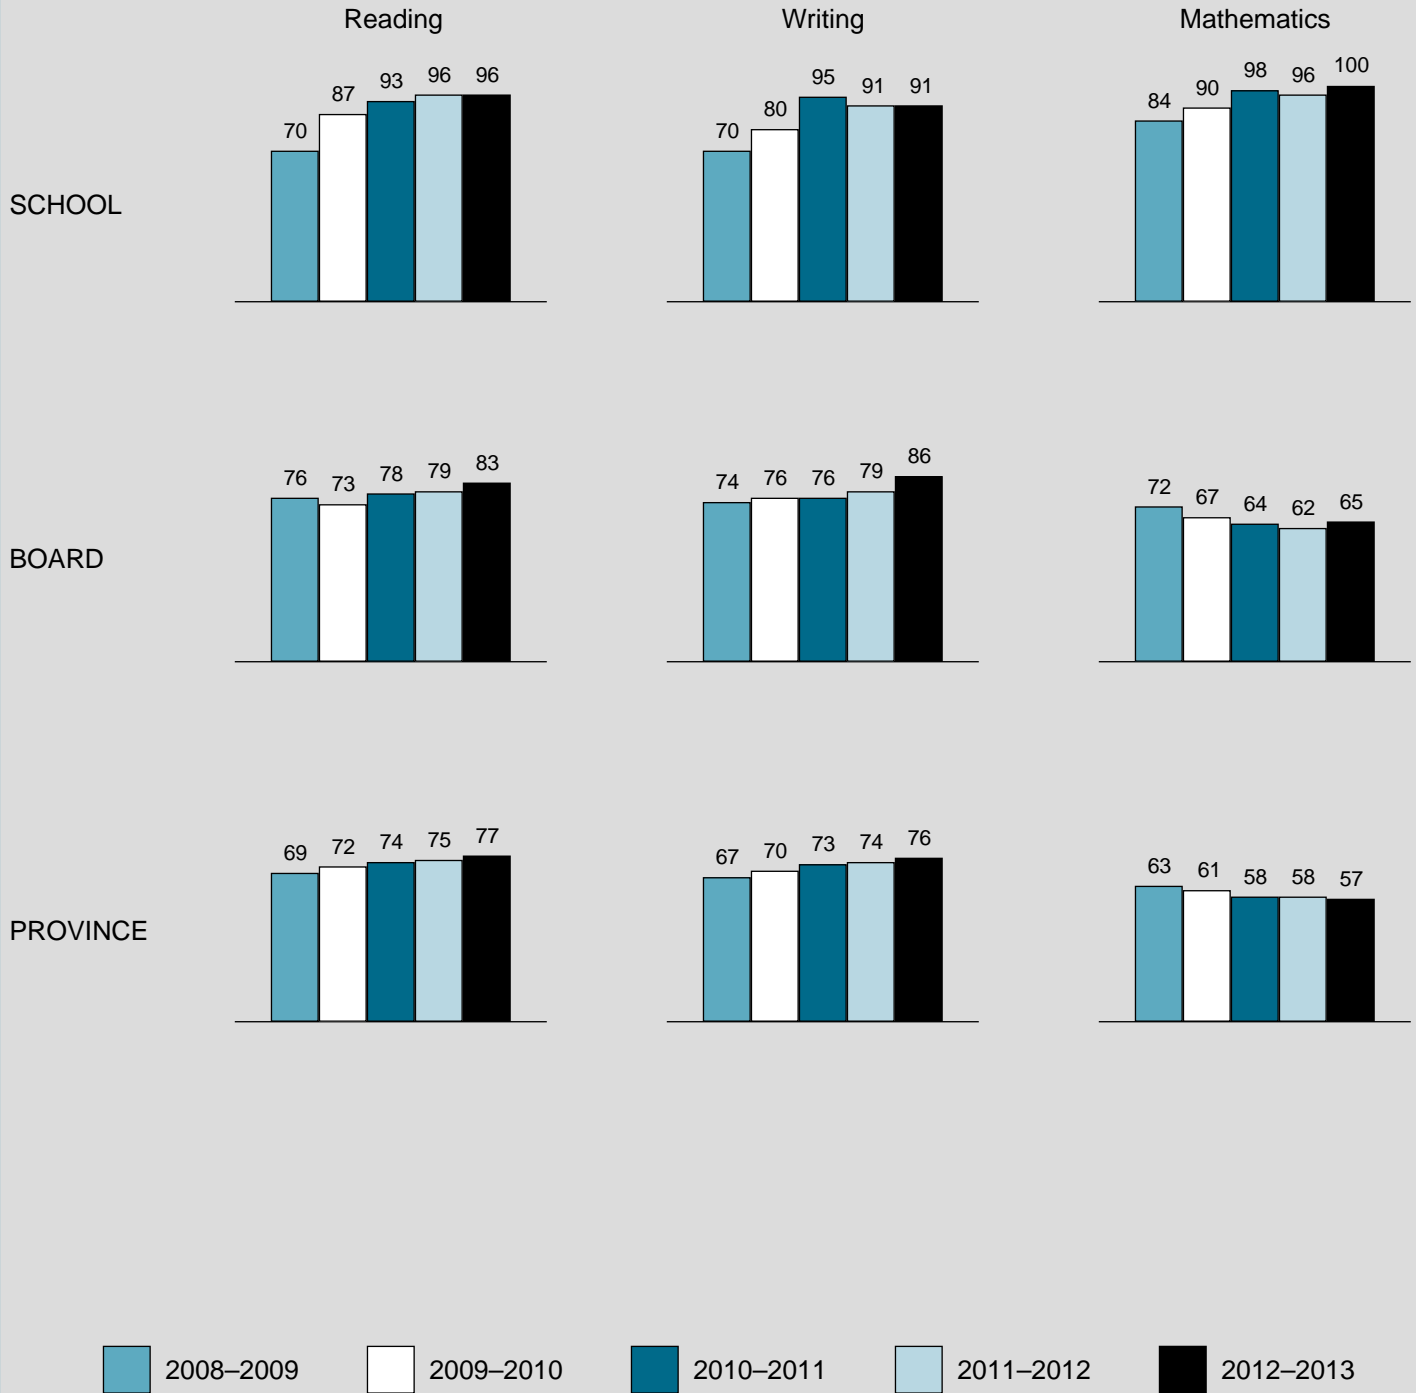 Reading Writing Mathematics
70 87 93 96 96 70 80 95 91 91 84 90 98 96 100
SCHOOL
76 73 78 79 83 74 76 76 79 86 72 67 64 62 65
BOARD
69 72 74 75 77 67 70 73 74 76 63 61 58 58 57
PROVINCE
2008–2009 2009–2010 2010–2011 2011–2012 2012–2013